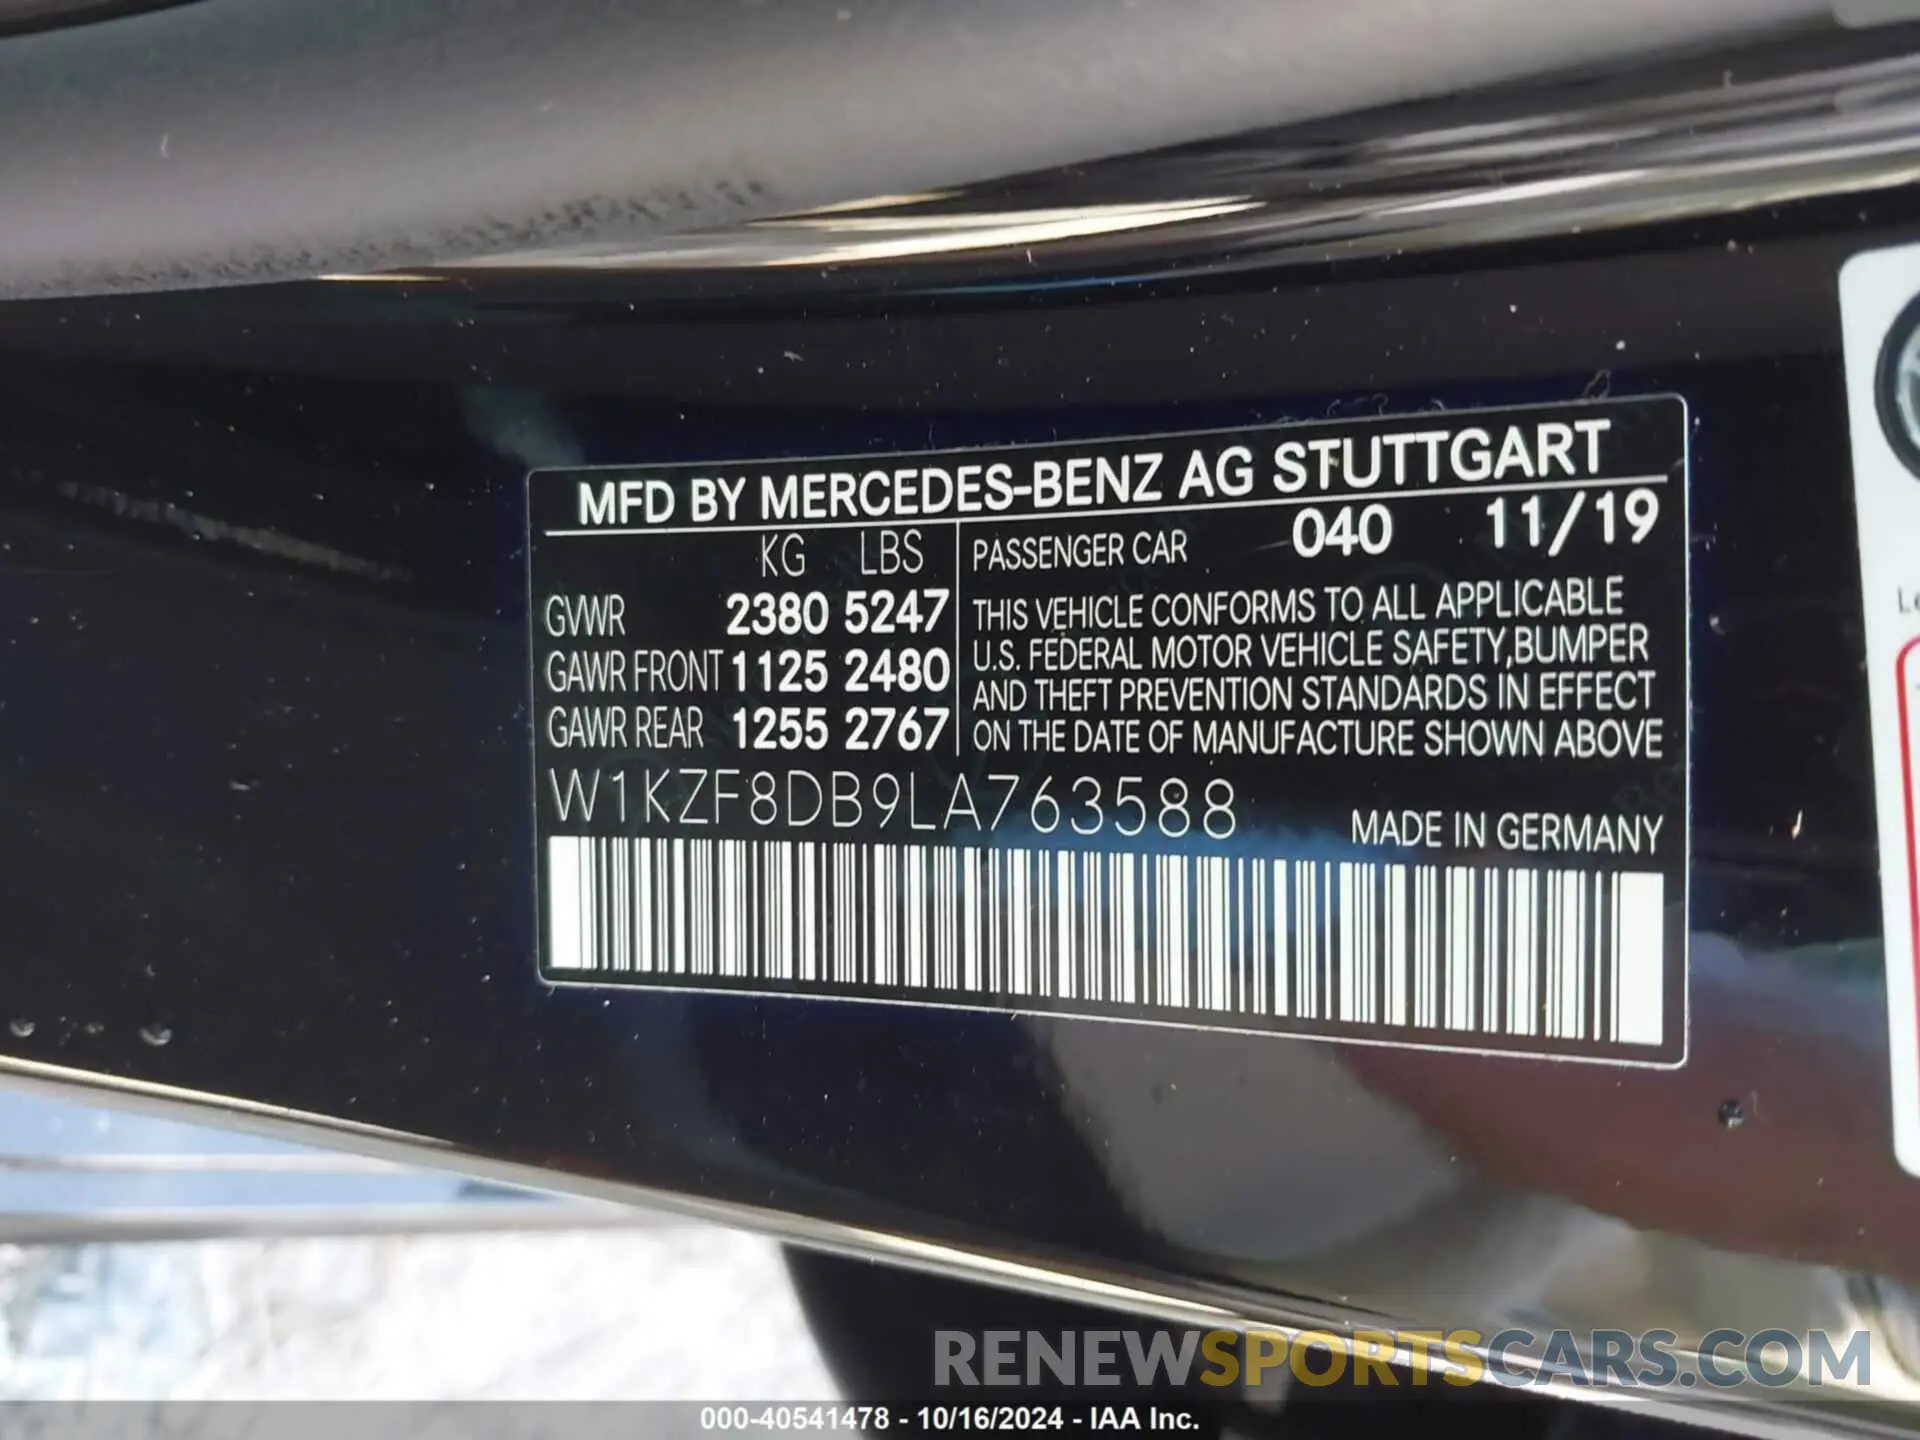 MFD BY MERCEDES-BENZ AG STUTTGART
KG LBS
GVWR 2380 5247
GAWR FRONT 1125 2480
GAWR REAR 1255 2767
PASSENGER CAR 040 11/19
THIS VEHICLE CONFORMS TO ALL APPLICABLE
U.S. FEDERAL MOTOR VEHICLE SAFETY,BUMPER
AND THEFT PREVENTION STANDARDS IN EFFECT
ON THE DATE OF MANUFACTURE SHOWN ABOVE
W1KZF8DB9LA763588
MADE IN GERMANY
RENEWSPORTSCARS.COM
000-40541478 - 10/16/2024 - IAA Inc.